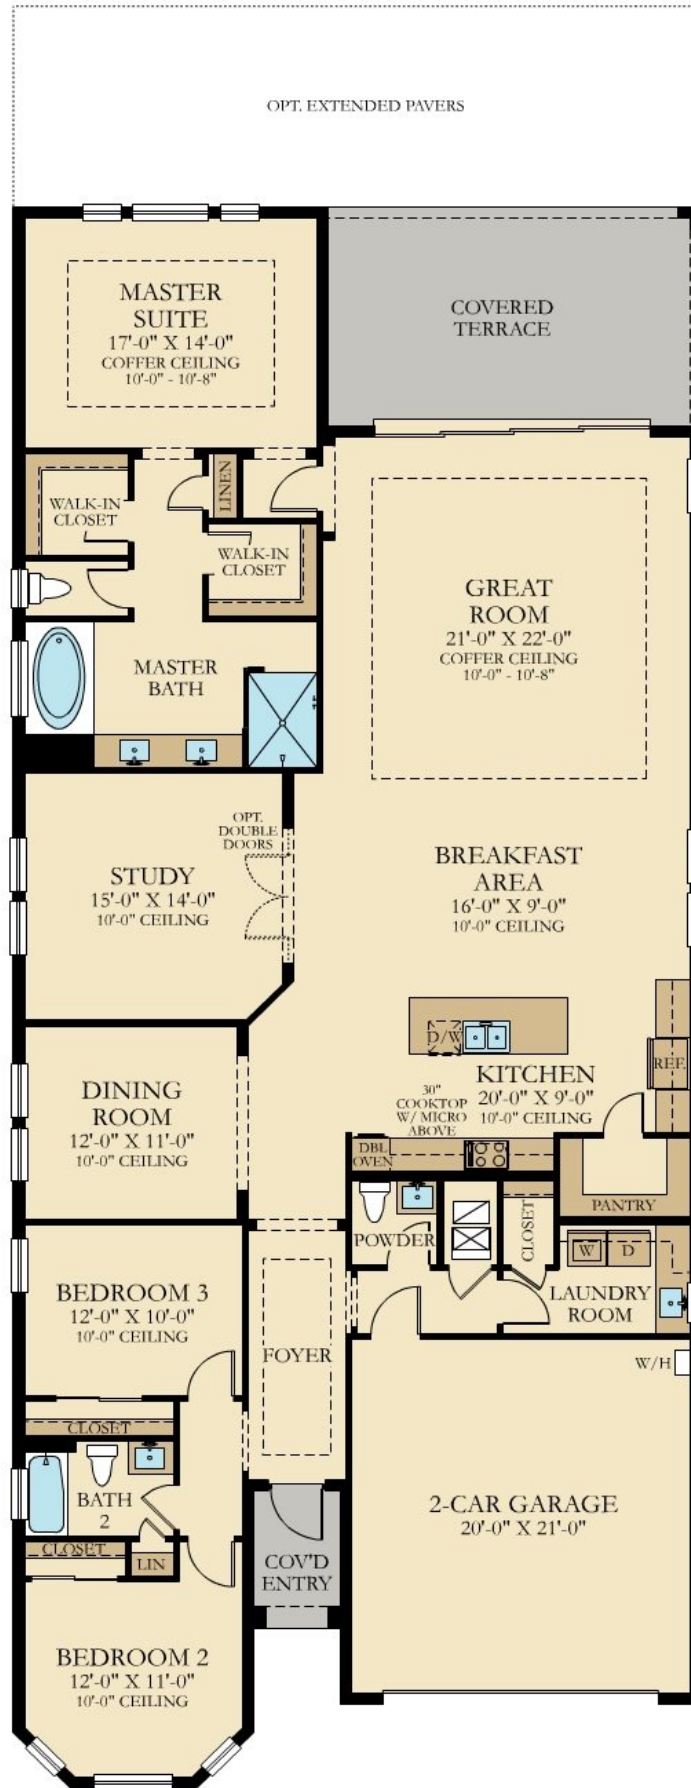 OPT. EXTENDED PAVERS
MASTER
SUITE
17'-0" X 14'-0"
COFFER CEILING
10'-0" - 10'-8"
COVERED
TERRACE
WALK-IN
CLOSET
LINEN
WALK-IN
CLOSET
GREAT
ROOM
21'-0" X 22'-0"
COFFER CEILING
10'-0" - 10'-8"
MASTER
BATH
OPT.
DOUBLE
DOORS
STUDY
15'-0" X 14'-0"
10'-0" CEILING
BREAKFAST
AREA
16'-0" X 9'-0"
10'-0" CEILING
D/W
REF.
KITCHEN
20'-0" X 9'-0"
10'-0" CEILING
30"
COOKTOP
W/ MICRO
ABOVE
DBL
OVEN
DINING
ROOM
12'-0" X 11'-0"
10'-0" CEILING
PANTRY
POWDER
CLOSET
W
D
LAUNDRY
ROOM
BEDROOM 3
12'-0" X 10'-0"
10'-0" CEILING
FOYER
W/H
CLOSET
BATH
2
2-CAR GARAGE
20'-0" X 21'-0"
CLOSET
LIN
COV'D
ENTRY
BEDROOM 2
12'-0" X 11'-0"
10'-0" CEILING